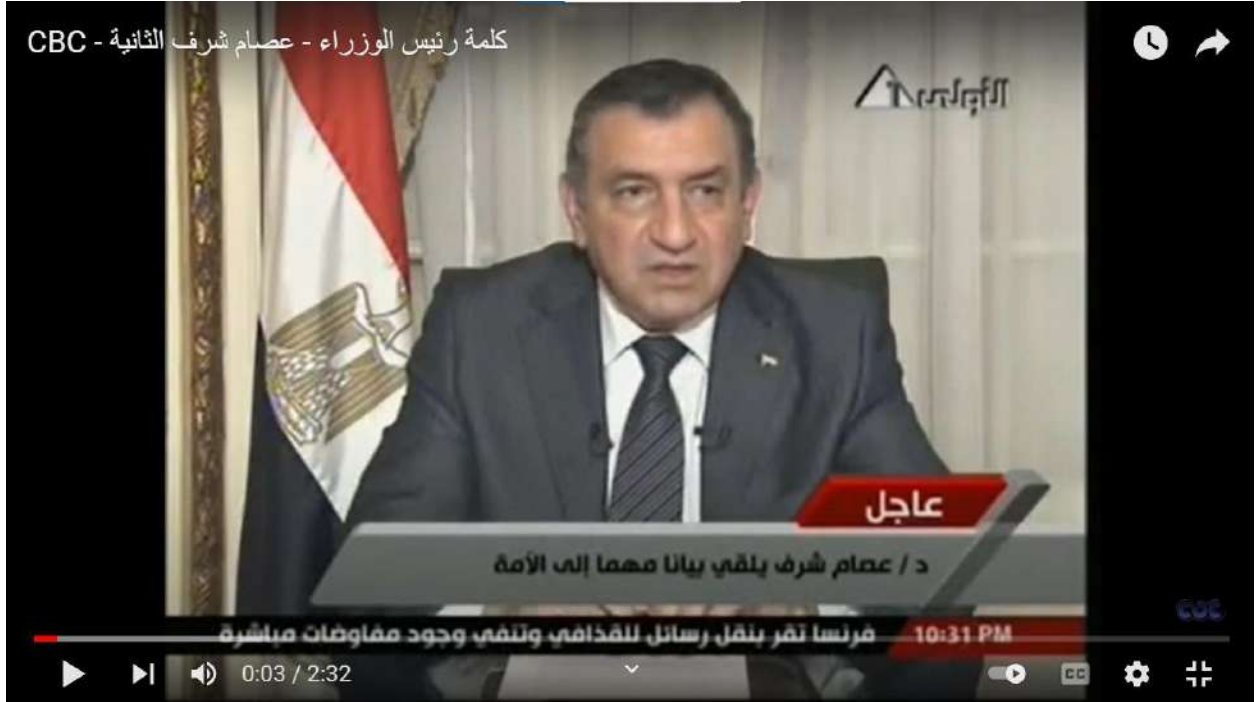 كلمة رئيس الوزراء - عصام شرف الثانية - CBC
الأولى
عاجل
د / عصام شرف يلقي بيانا مهما إلى الأمة
cbc
10:31 PM فرنسا تقر بنقل رسائل للقذافي وتنفي وجود مفاوضات مباشرة
0:03 / 2:32
CC